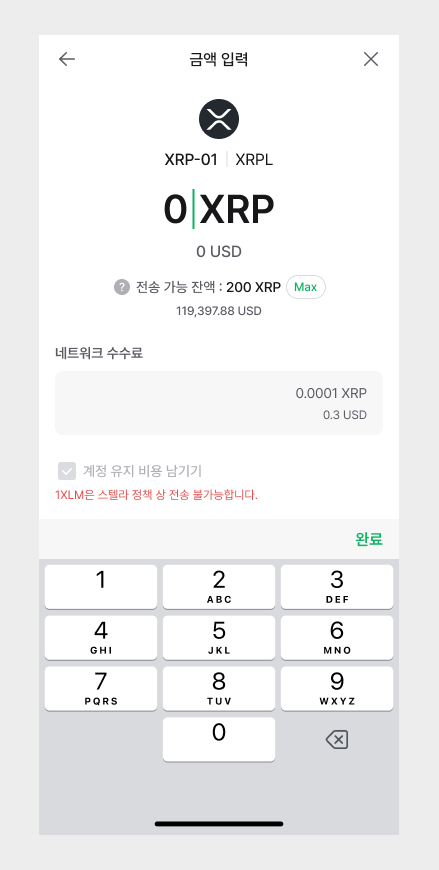 금액 입력
XRP-01 | XRPL
0 XRP
0 USD
? 전송 가능 잔액 : 200 XRP Max
119,397.88 USD
네트워크 수수료
0.0001 XRP
0.3 USD
계정 유지 비용 남기기
1XLM은 스텔라 정책 상 전송 불가능합니다.
완료
1 2 3
ABC DEF
4 5 6
GHI JKL MNO
7 8 9
PQRS TUV WXYZ
0